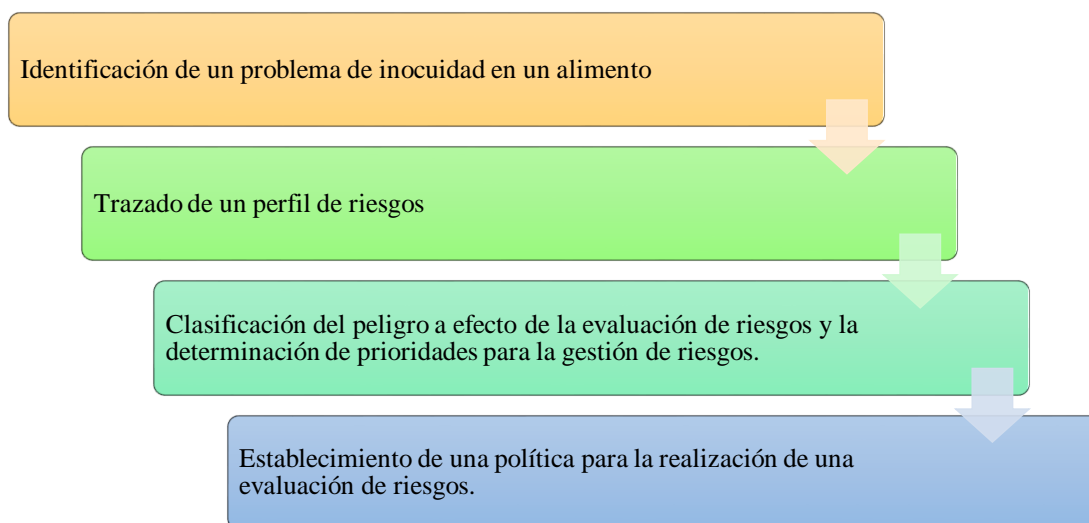 Identificación de un problema de inocuidad en un alimento
Trazado de un perfil de riesgos
Clasificación del peligro a efecto de la evaluación de riesgos y la
determinación de prioridades para la gestión de riesgos.
Establecimiento de una política para la realización de una
evaluación de riesgos.